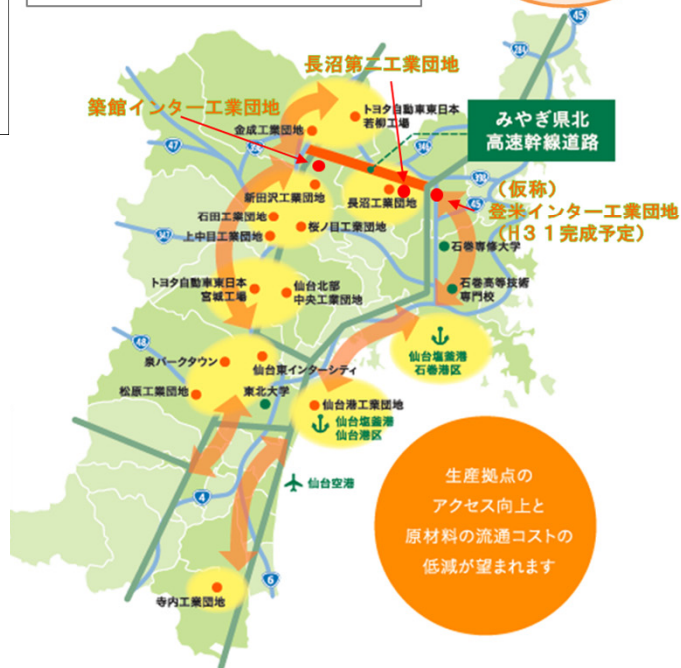 45
284
長沼第二工業団地
築館インター工業団地
トヨタ自動車東日本
若柳工場
金成工業団地
みやぎ県北
高速幹線道路
47
346
398
新田沢工業団地
長沼工業団地
(仮称)
登米インター工業団地
(H31完成予定)
45
石田工業団地
桜ノ目工業団地
上中目工業団地
347
石巻専修大学
トヨタ自動車東日本
宮城工場
仙台北部
中央工業団地
石巻高等技術
専門校
48
泉パークタウン
仙台東インターシティ
仙台塩釜港
石巻港区
松原工業団地
東北大学
仙台港工業団地
仙台塩釜港
仙台港区
仙台空港
4
6
寺内工業団地
生産拠点の
アクセス向上と
原材料の流通コストの
低減が望まれます